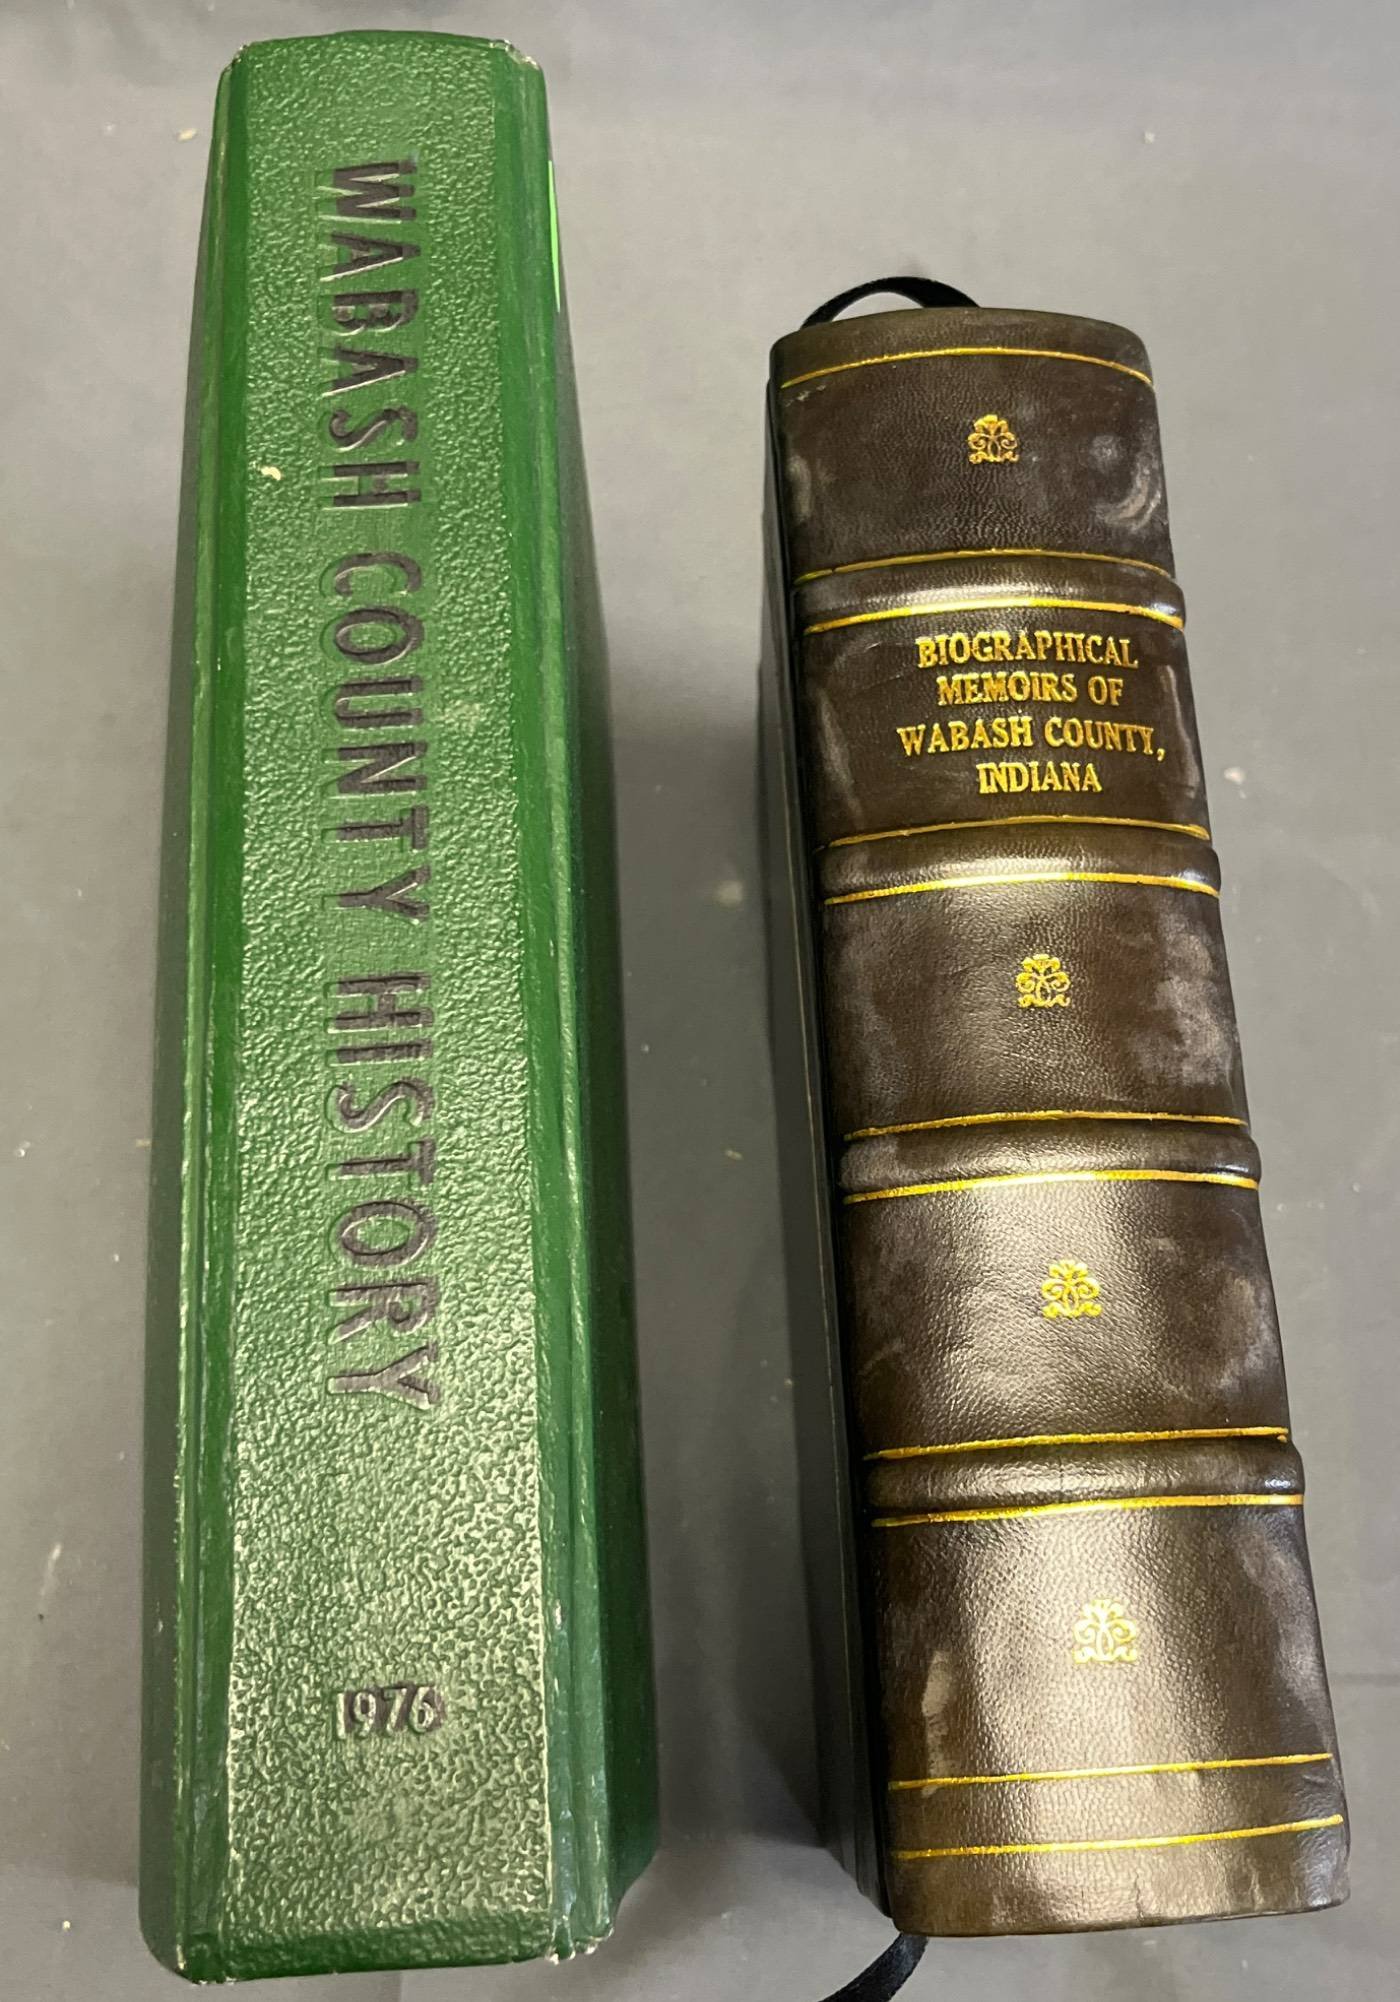 WABASH COUNTY HISTORY
1976
BIOGRAPHICAL
MEMOIRS OF
WABASH COUNTY,
INDIANA